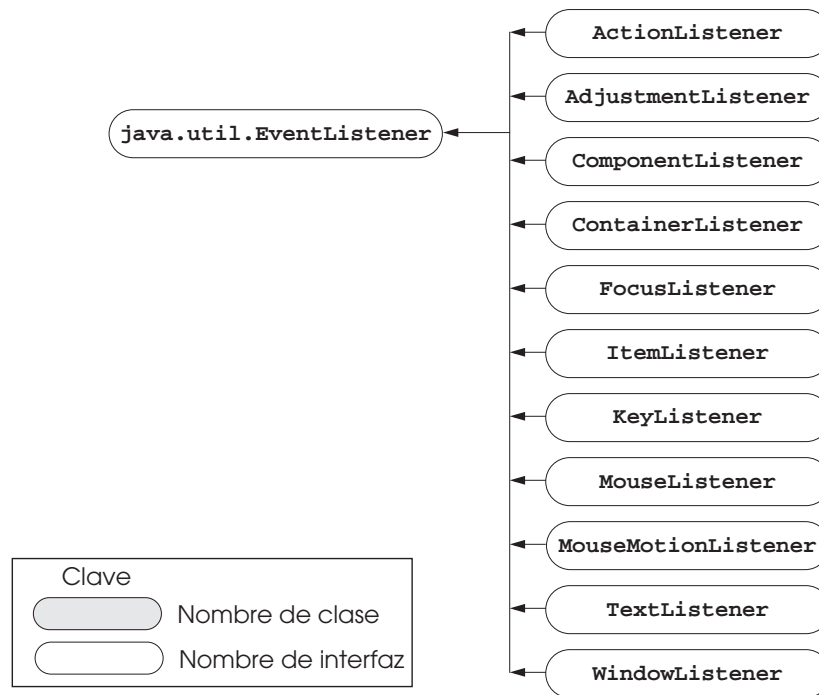 ActionListener
AdjustmentListener
java.util.EventListener
ComponentListener
ContainerListener
FocusListener
ItemListener
KeyListener
MouseListener
MouseMotionListener
TextListener
WindowListener
Clave
Nombre de clase
Nombre de interfaz